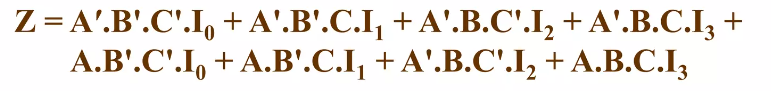 Z = A'.B'.C'.I₀ + A'.B'.C.I₁ + A'.B.C'.I₂ + A'.B.C.I₃ +
A.B'.C'.I₀ + A.B'.C.I₁ + A'.B.C'.I₂ + A.B.C.I₃